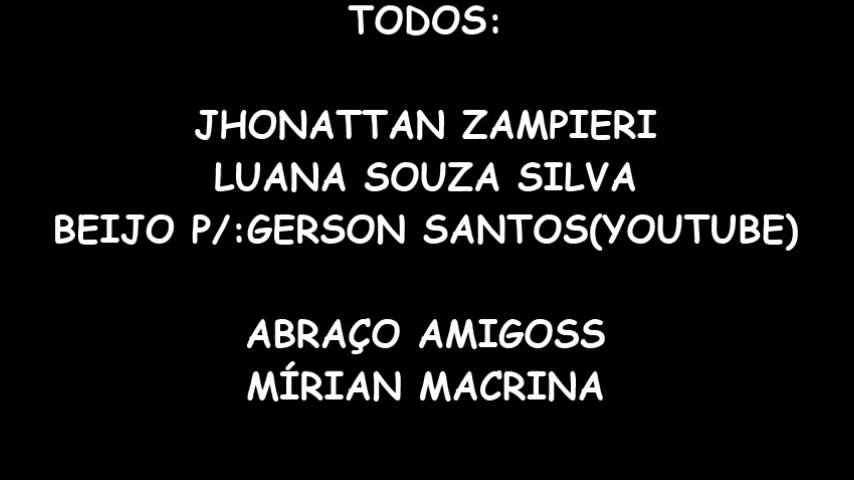 TODOS:
JHONATTAN ZAMPIERI
LUANA SOUZA SILVA
BEIJO P/:GERSON SANTOS(YOUTUBE)
ABRAÇO AMIGOSS
MÍRIAN MACRINA